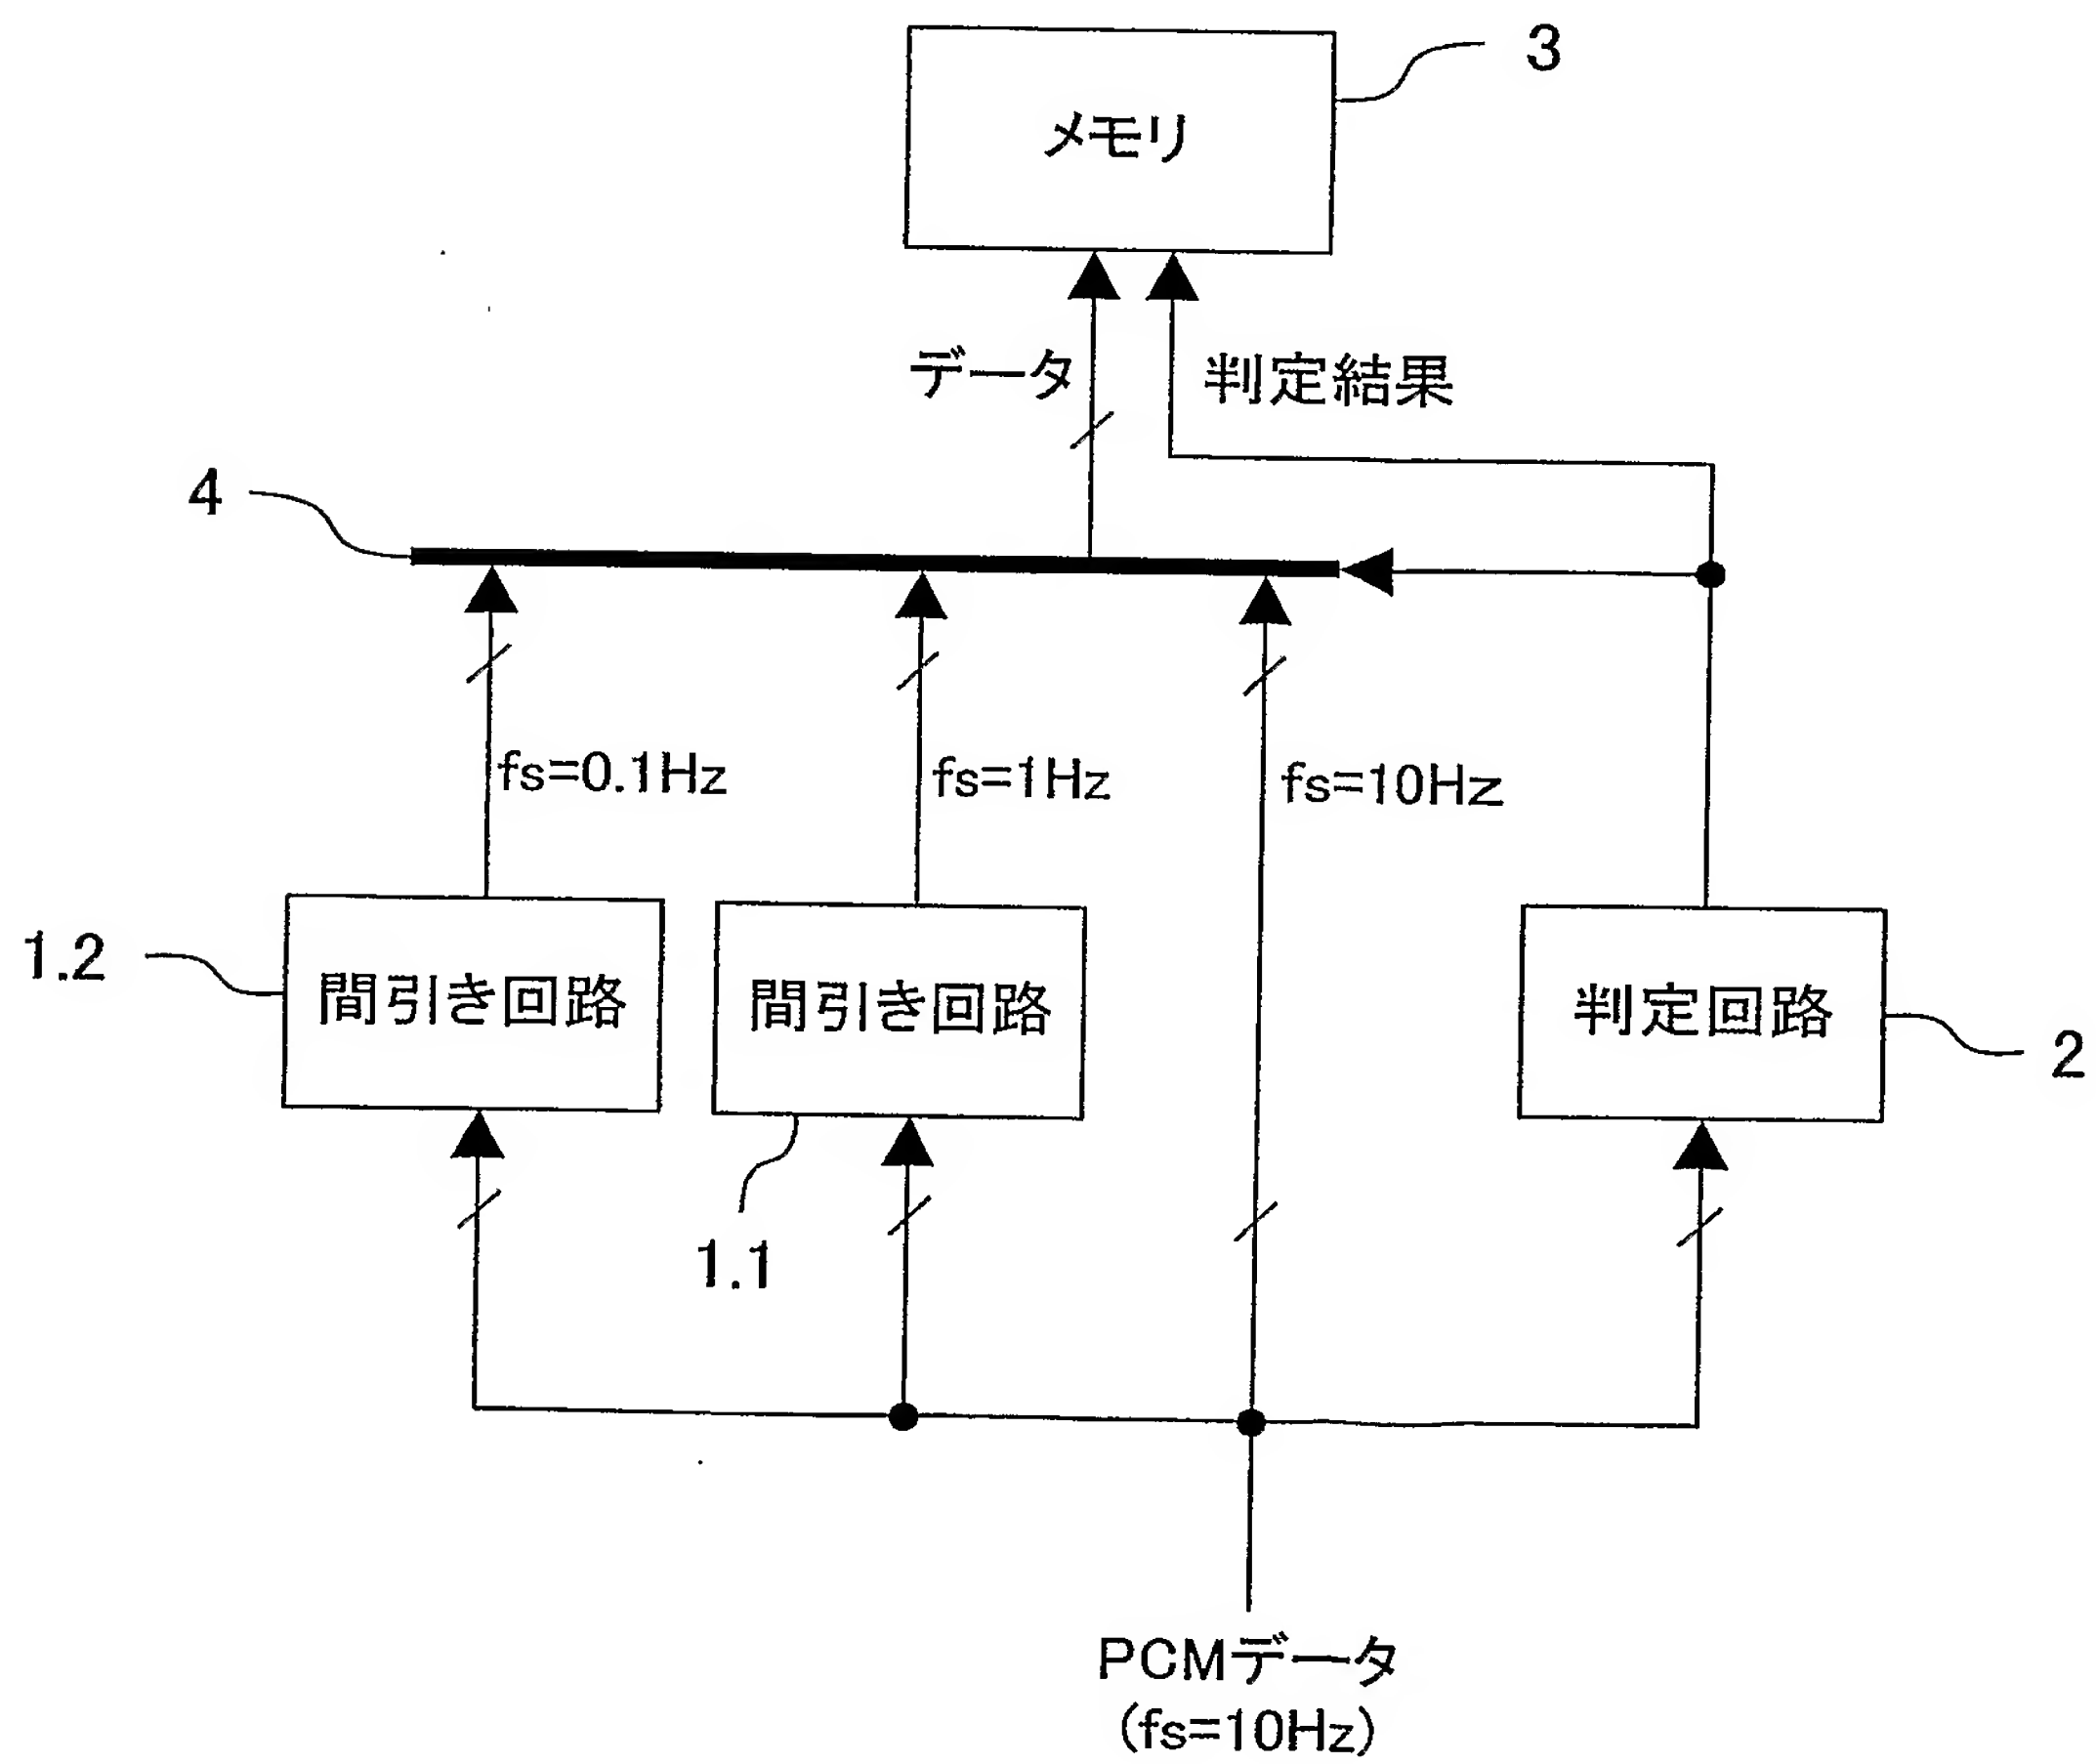 3
メモリ
データ
判定結果
4
fs=0.1Hz
fs=1Hz
fs=10Hz
1.2
間引き回路
間引き回路
判定回路
2
1.1
PCMデータ
(fs=10Hz)